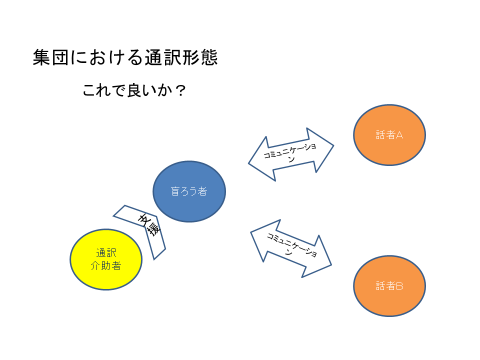 集団における通訳形態
これで良いか？
話者A
コミュニケーショ
ン
盲ろう者
支援
通訳
介助者
コミュニケーショ
ン
話者B